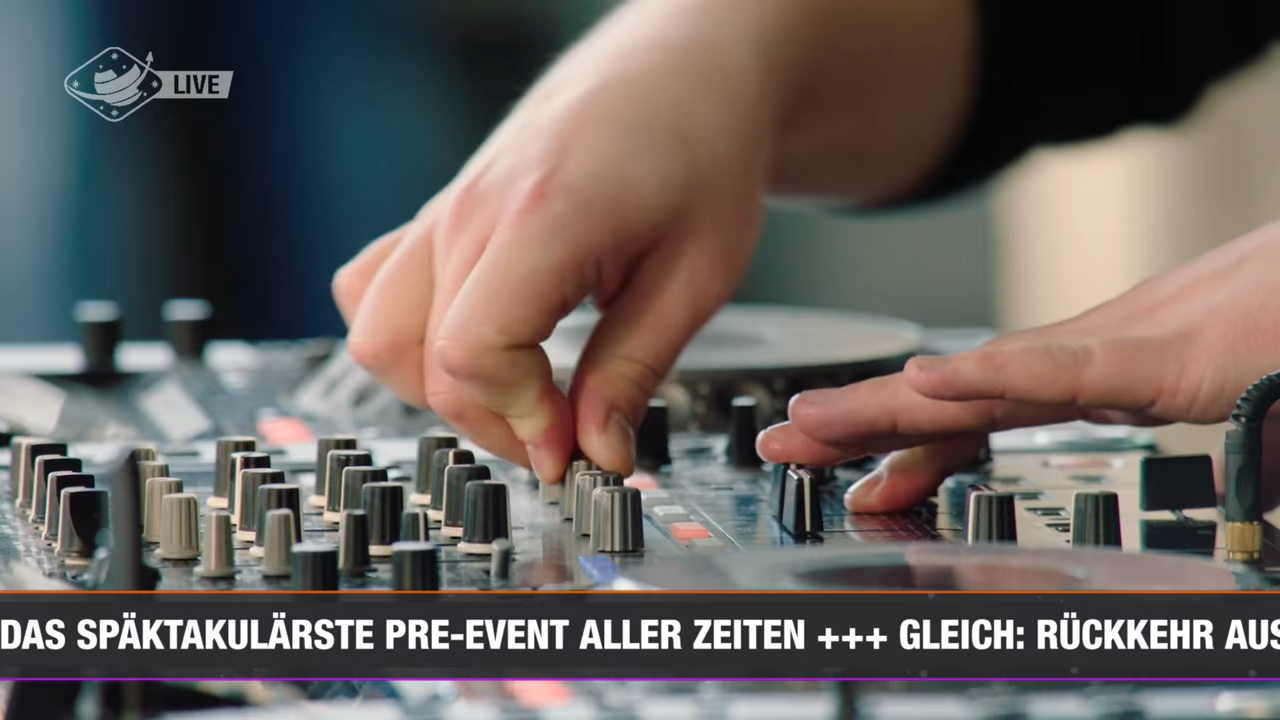 LIVE
DAS SPÄKTAKULÄRSTE PRE-EVENT ALLER ZEITEN +++ GLEICH: RÜCKKEHR AUS